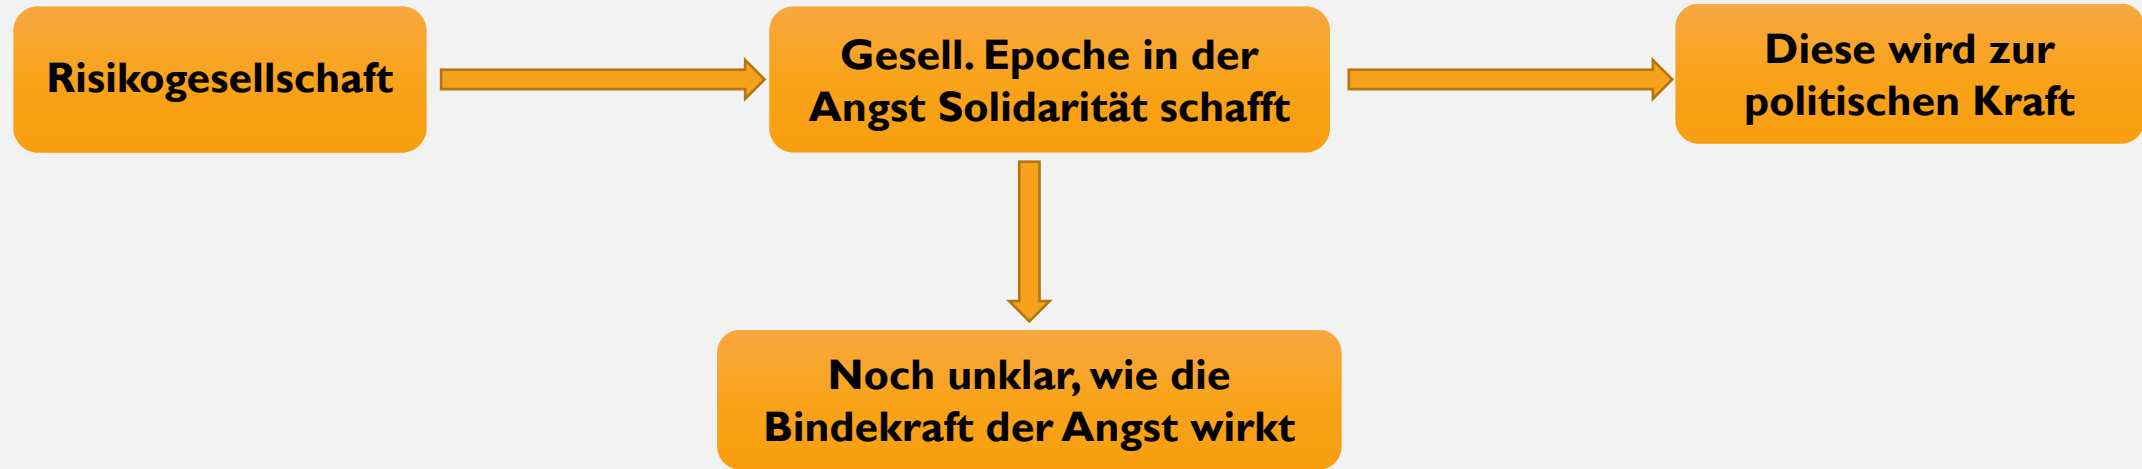 Risikogesellschaft
Gesell. Epoche in der
Angst Solidarität schafft
Diese wird zur
politischen Kraft
Noch unklar, wie die
Bindekraft der Angst wirkt